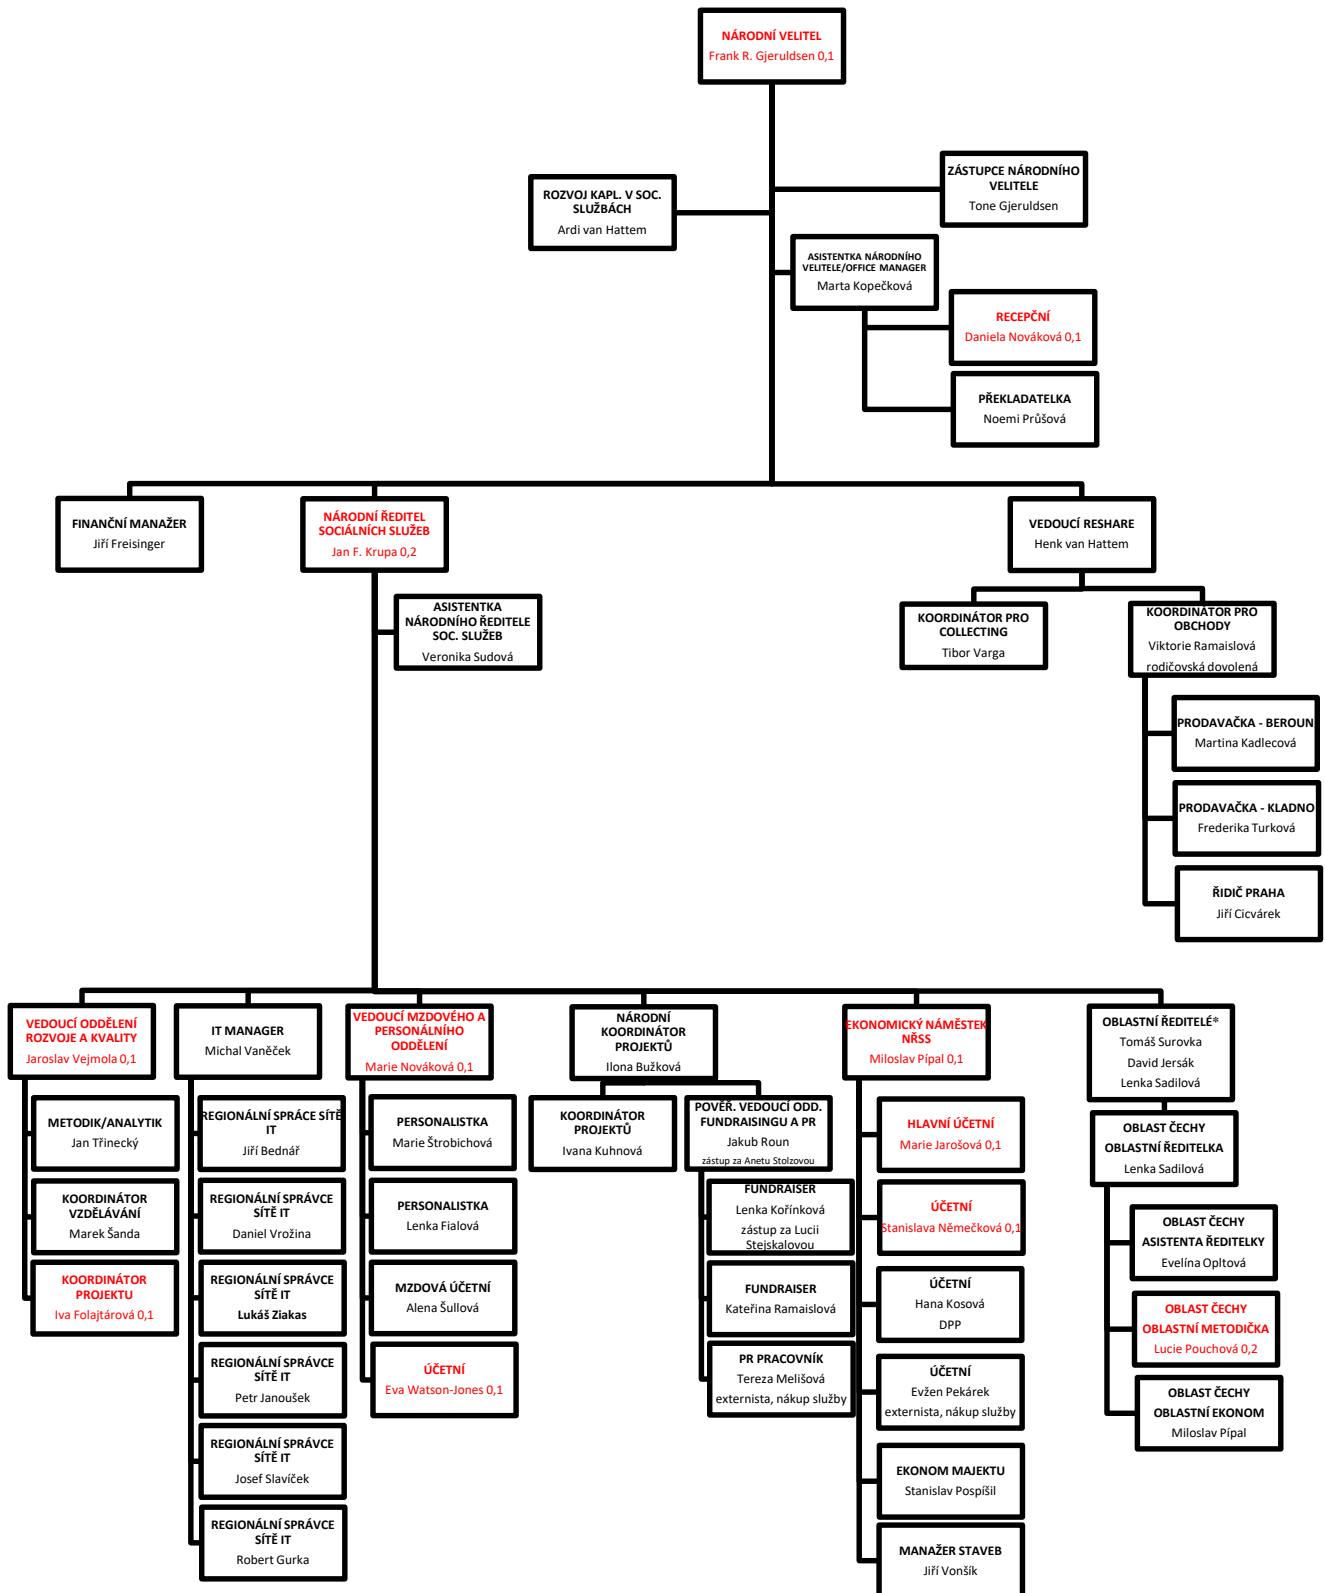 NÁRODNÍ VELITEL
Frank R. Gjeruldsen 0,1
ZÁSTUPCE NÁRODNÍHO
VELITELE
Tone Gjeruldsen
ROZVOJ KAPL. V SOC.
SLUŽBÁCH
Ardi van Hattem
ASISTENTKA NÁRODNÍHO
VELITELE/OFFICE MANAGER
Marta Kopečková
RECEPČNÍ
Daniela Nováková 0,1
PŘEKLADATELKA
Noemi Průšová
FINANČNÍ MANAŽER
Jiří Freisinger
NÁRODNÍ ŘEDITEL
SOCIÁLNÍCH SLUŽEB
Jan F. Krupa 0,2
VEDOUCÍ RESHARE
Henk van Hattem
ASISTENTKA
NÁRODNÍHO ŘEDITELE
SOC. SLUŽEB
Veronika Sudová
KOORDINÁTOR PRO
COLLECTING
Tibor Varga
KOORDINÁTOR PRO
OBCHODY
Viktorie Ramaislová
rodičovská dovolená
PRODAVAČKA - BEROUN
Martina Kadlecová
PRODAVAČKA - KLADNO
Frederika Turková
ŘIDIČ PRAHA
Jiří Cicvárek
VEDOUCÍ ODDĚLENÍ
ROZVOJE A KVALITY
Jaroslav Vejmola 0,1
METODIK/ANALYTIK
Jan Třinecký
KOORDINÁTOR
VZDĚLÁVÁNÍ
Marek Šanda
KOORDINÁTOR
PROJEKTU
Iva Folajtárová 0,1
IT MANAGER
Michal Vaněček
REGIONÁLNÍ SPRÁCE SÍTĚ
IT
Jiří Bednář
REGIONÁLNÍ SPRÁVCE
SÍTĚ IT
Daniel Vrožina
REGIONÁLNÍ SPRÁVCE
SÍTĚ IT
Lukáš Ziakas
REGIONÁLNÍ SPRÁVCE
SÍTĚ IT
Petr Janoušek
REGIONÁLNÍ SPRÁVCE
SÍTĚ IT
Josef Slavíček
REGIONÁLNÍ SPRÁVCE
SÍTĚ IT
Robert Gurka
VEDOUCÍ MZDOVÉHO A
PERSONÁLNÍHO
ODDĚLENÍ
Marie Nováková 0,1
PERSONALISTKA
Marie Štrobichová
PERSONALISTKA
Lenka Fialová
MZDOVÁ ÚČETNÍ
Alena Šullová
ÚČETNÍ
Eva Watson-Jones 0,1
NÁRODNÍ
KOORDINÁTOR
PROJEKTŮ
Ilona Bužková
KOORDINÁTOR
PROJEKTŮ
Ivana Kuhnová
POVĚŘ. VEDOUCÍ ODD.
FUNDRAISINGU A PR
Jakub Roun
zástup za Anetu Stolzovou
FUNDRAISER
Lenka Kořínková
zástup za Lucii
Stejskalovou
FUNDRAISER
Kateřina Ramaislová
PR PRACOVNÍK
Tereza Melišová
externista, nákup služby
EKONOMICKÝ NÁMĚSTEK
NŘSS
Miloslav Pípal 0,1
HLAVNÍ ÚČETNÍ
Marie Jarošová 0,1
ÚČETNÍ
Stanislava Němečková 0,1
ÚČETNÍ
Hana Kosová
DPP
ÚČETNÍ
Evžen Pekárek
externista, nákup služby
EKONOM MAJEKTU
Stanislav Pospíšil
MANAŽER STAVEB
Jiří Vonšík
OBLASTNÍ ŘEDITELÉ*
Tomáš Surovka
David Jersák
Lenka Sadilová
OBLAST ČECHY
OBLASTNÍ ŘEDITELKA
Lenka Sadilová
OBLAST ČECHY
ASISTENTA ŘEDITELKY
Evelína Opltová
OBLAST ČECHY
OBLASTNÍ METODIČKA
Lucie Pouchová 0,2
OBLAST ČECHY
OBLASTNÍ EKONOM
Miloslav Pípal